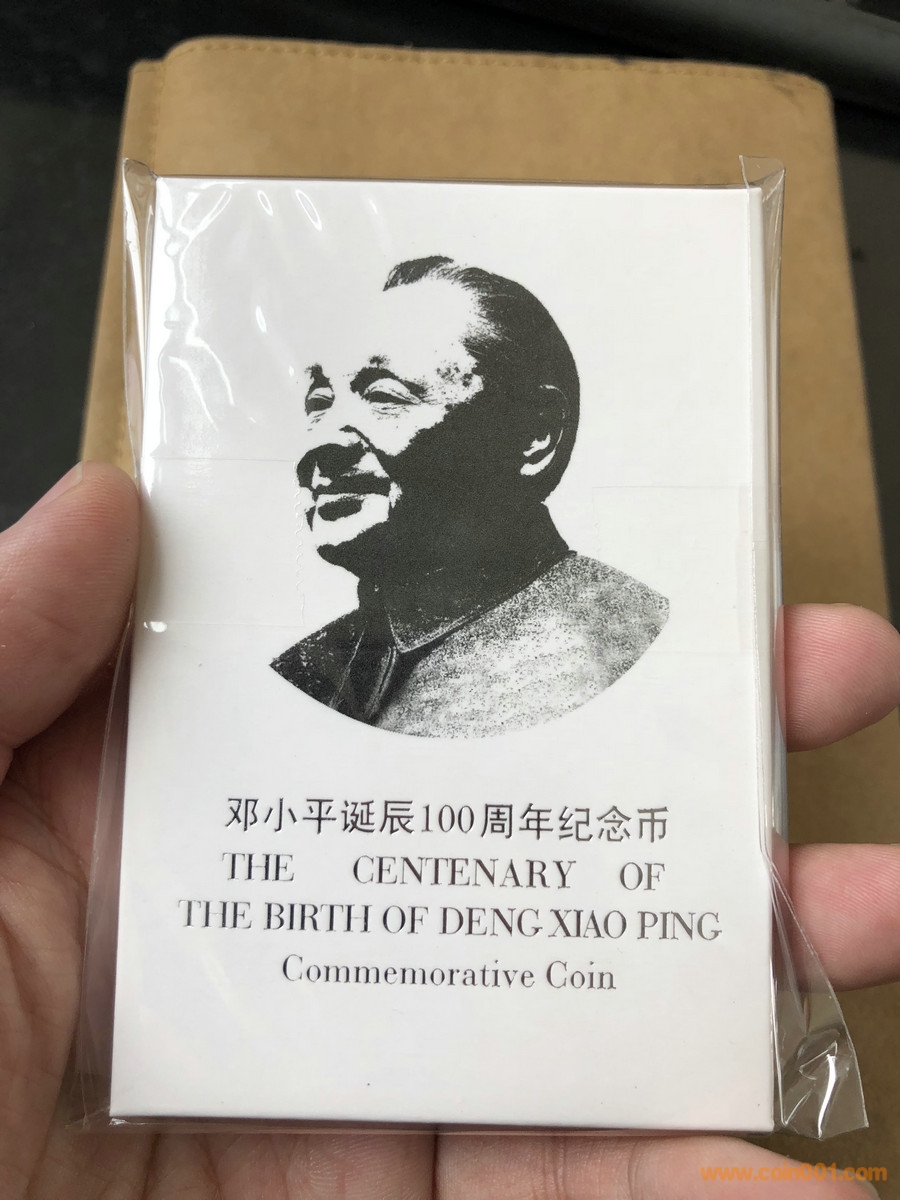 邓小平诞辰100周年纪念币
THE CENTENARY OF
THE BIRTH OF DENG XIAO PING
Commemorative Coin
www.coin001.com